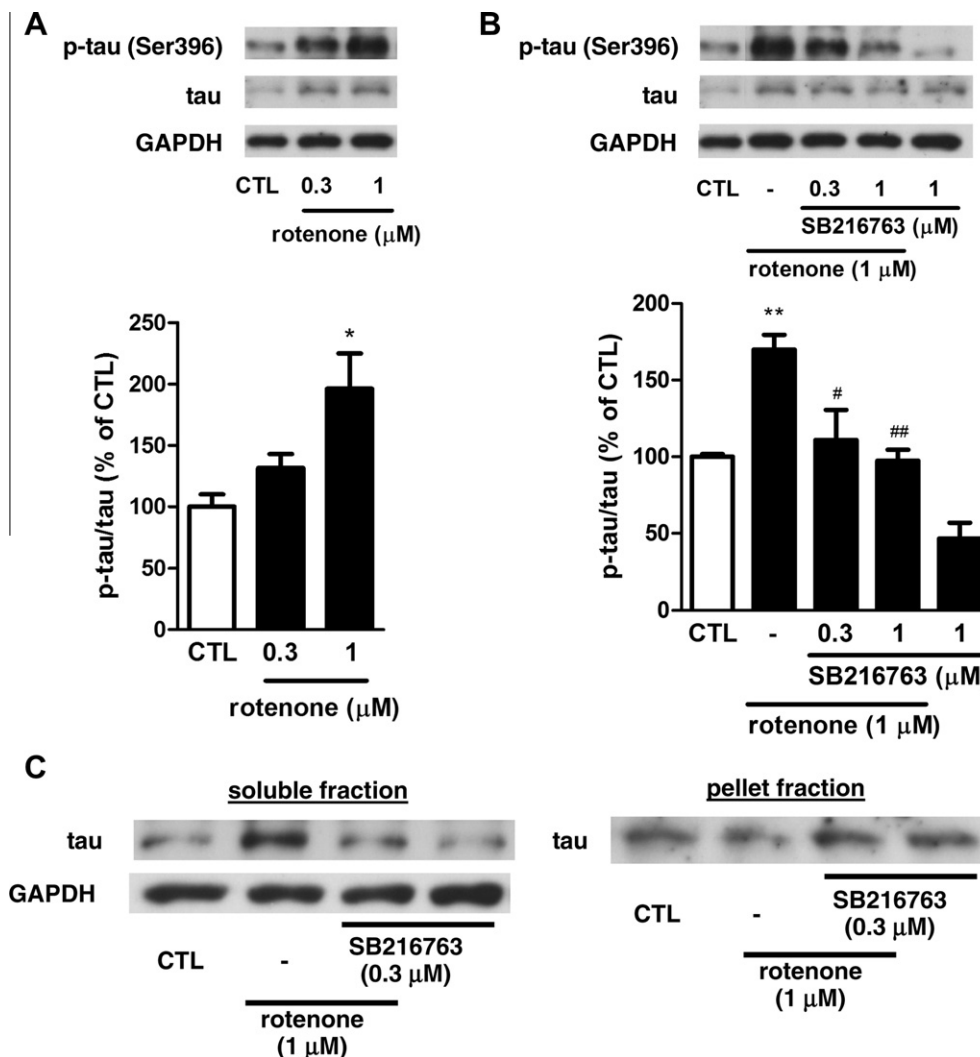 A
p-tau (Ser396)
tau
GAPDH
CTL 0.3 1
rotenone (μM)
p-tau/tau (% of CTL)
250
200
150
100
50
0
*
CTL 0.3 1
rotenone (μM)
B
p-tau (Ser396)
tau
GAPDH
CTL - 0.3 1 1
SB216763 (μM)
rotenone (1 μM)
p-tau/tau (% of CTL)
200
150
100
50
0
**
#
##
CTL - 0.3 1 1
SB216763 (μM
rotenone (1 μM)
C
soluble fraction
tau
GAPDH
CTL - SB216763
(0.3 μM)
rotenone
(1 μM)
pellet fraction
tau
CTL - SB216763
(0.3 μM)
rotenone
(1 μM)